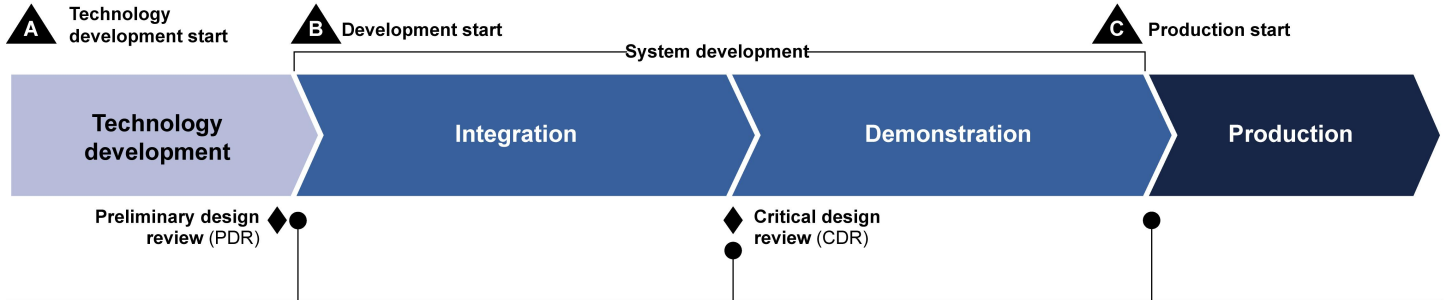 A
Technology
development start
B
Development start
C
Production start
System development
Technology
development
Integration
Demonstration
Production
Preliminary design
review (PDR)
Critical design
review (CDR)